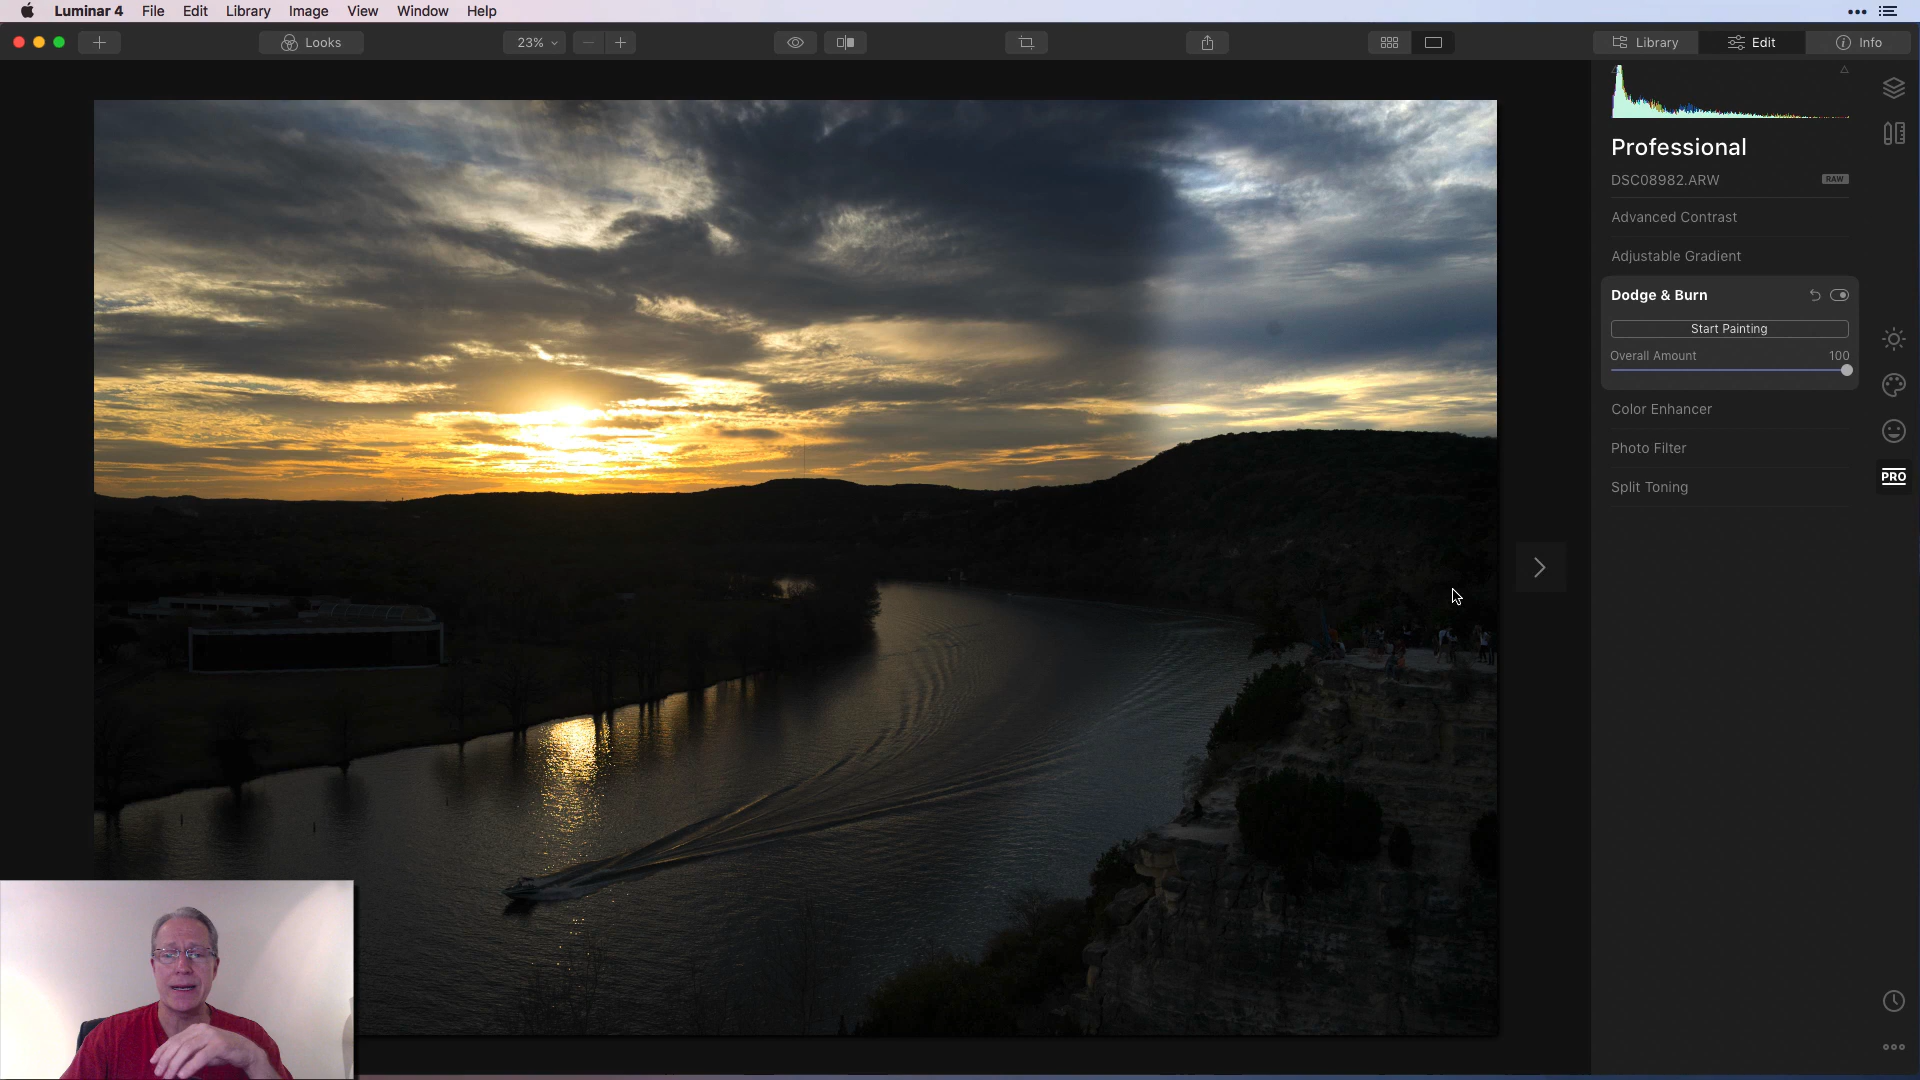 Luminar 4 File Edit Library Image View Window Help
Looks 23% Library Edit Info
Professional
DSC08982.ARW RAW
Advanced Contrast
Adjustable Gradient
Dodge & Burn
Start Painting
Overall Amount 100
Color Enhancer
Photo Filter
PRO
Split Toning